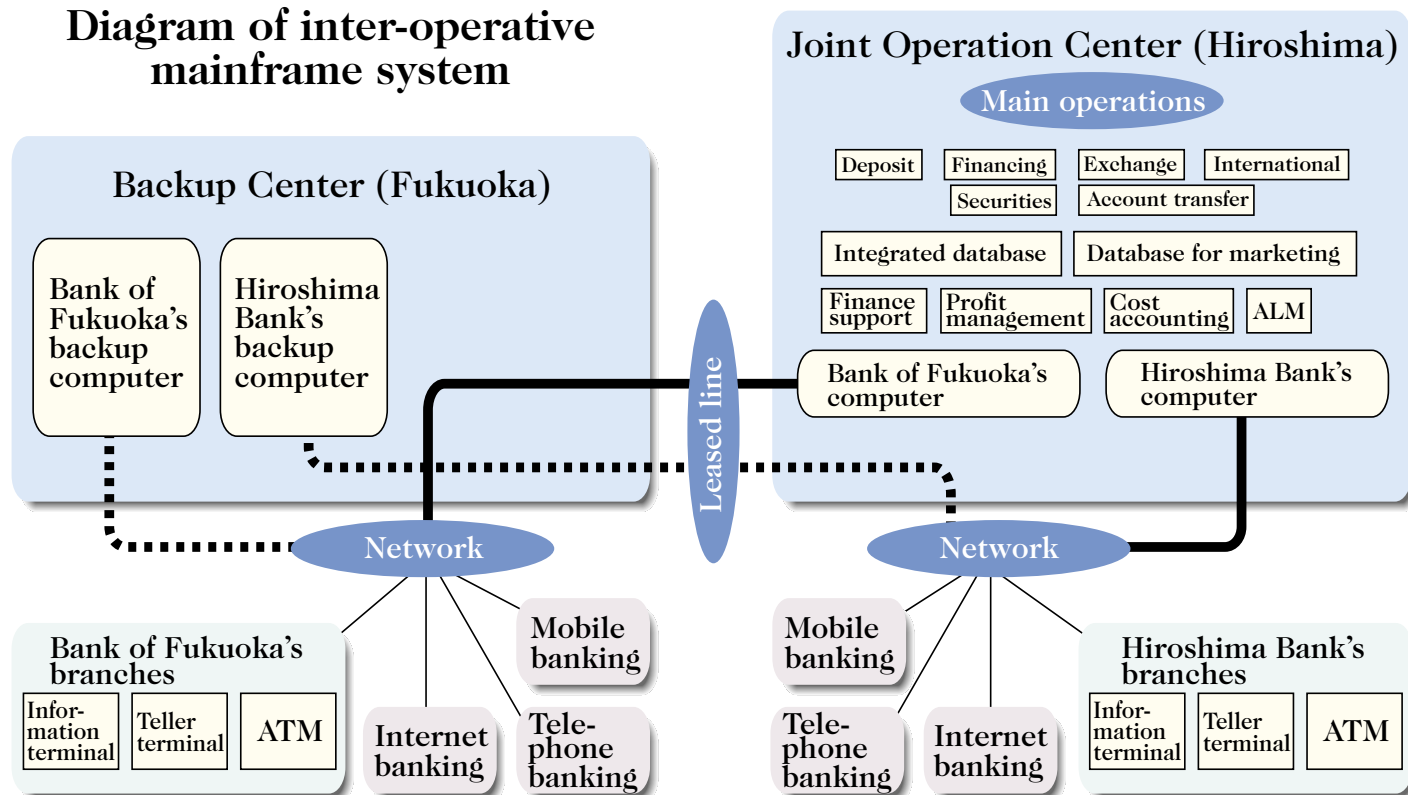 Diagram of inter-operative
mainframe system
Backup Center (Fukuoka)
Bank of
Fukuoka's
backup
computer
Hiroshima
Bank's
backup
computer
Joint Operation Center (Hiroshima)
Main operations
Deposit
Financing
Exchange
International
Securities
Account transfer
Integrated database
Database for marketing
Finance
support
Profit
management
Cost
accounting
ALM
Bank of Fukuoka's
computer
Hiroshima Bank's
computer
Leased line
Network
Network
Bank of Fukuoka's
branches
Infor-
mation
terminal
Teller
terminal
ATM
Internet
banking
Tele-
phone
banking
Mobile
banking
Mobile
banking
Tele-
phone
banking
Internet
banking
Hiroshima Bank's
branches
Infor-
mation
terminal
Teller
terminal
ATM